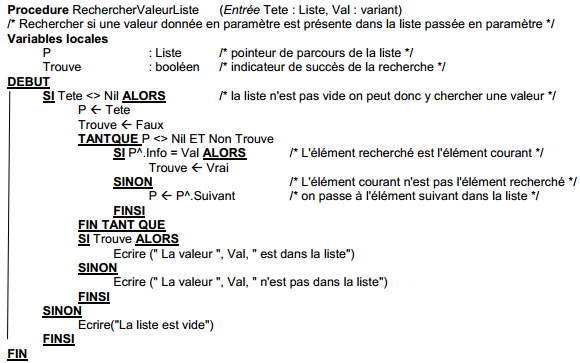 Procedure RechercherValeurListe (Entrée Tete : Liste, Val : variant)
/* Rechercher si une valeur donnée en paramètre est présente dans la liste passée en paramètre */
Variables locales
P : Liste /* pointeur de parcours de la liste */
Trouve : booléen /* indicateur de succès de la recherche */
DEBUT
SI Tete <> Nil ALORS /* la liste n'est pas vide on peut donc y chercher une valeur */
P ← Tete
Trouve ← Faux
TANTQUE P <> Nil ET Non Trouve
SI P^.Info = Val ALORS /* L'élément recherché est l'élément courant */
Trouve ← Vrai
SINON /* L'élément courant n'est pas l'élément recherché */
P ← P^.Suivant /* on passe à l'élément suivant dans la liste */
FINSI
FIN TANT QUE
SI Trouve ALORS
Ecrire (" La valeur ", Val, " est dans la liste")
SINON
Ecrire (" La valeur ", Val, " n'est pas dans la liste")
FINSI
SINON
Ecrire("La liste est vide")
FINSI
FIN